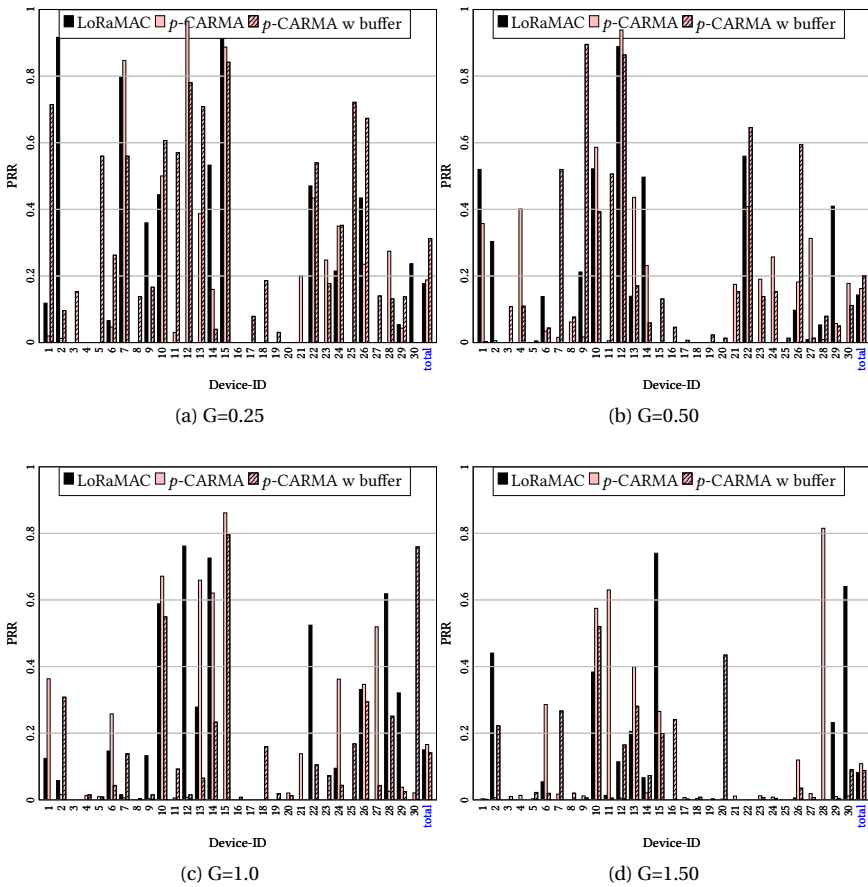 LoRaMAC p-CARMA p-CARMA w buffer
1
0.8
0.6
0.4
0.2
0
PRR
1 2 3 4 5 6 7 8 9 10 11 12 13 14 15 16 17 18 19 20 21 22 23 24 25 26 27 28 29 30 total
Device-ID
(a) G=0.25
LoRaMAC p-CARMA p-CARMA w buffer
1
0.8
0.6
0.4
0.2
0
PRR
1 2 3 4 5 6 7 8 9 10 11 12 13 14 15 16 17 18 19 20 21 22 23 24 25 26 27 28 29 30 total
Device-ID
(b) G=0.50
LoRaMAC p-CARMA p-CARMA w buffer
1
0.8
0.6
0.4
0.2
0
PRR
1 2 3 4 5 6 7 8 9 10 11 12 13 14 15 16 17 18 19 20 21 22 23 24 25 26 27 28 29 30 total
Device-ID
(c) G=1.0
LoRaMAC p-CARMA p-CARMA w buffer
1
0.8
0.6
0.4
0.2
0
PRR
1 2 3 4 5 6 7 8 9 10 11 12 13 14 15 16 17 18 19 20 21 22 23 24 25 26 27 28 29 30 total
Device-ID
(d) G=1.50